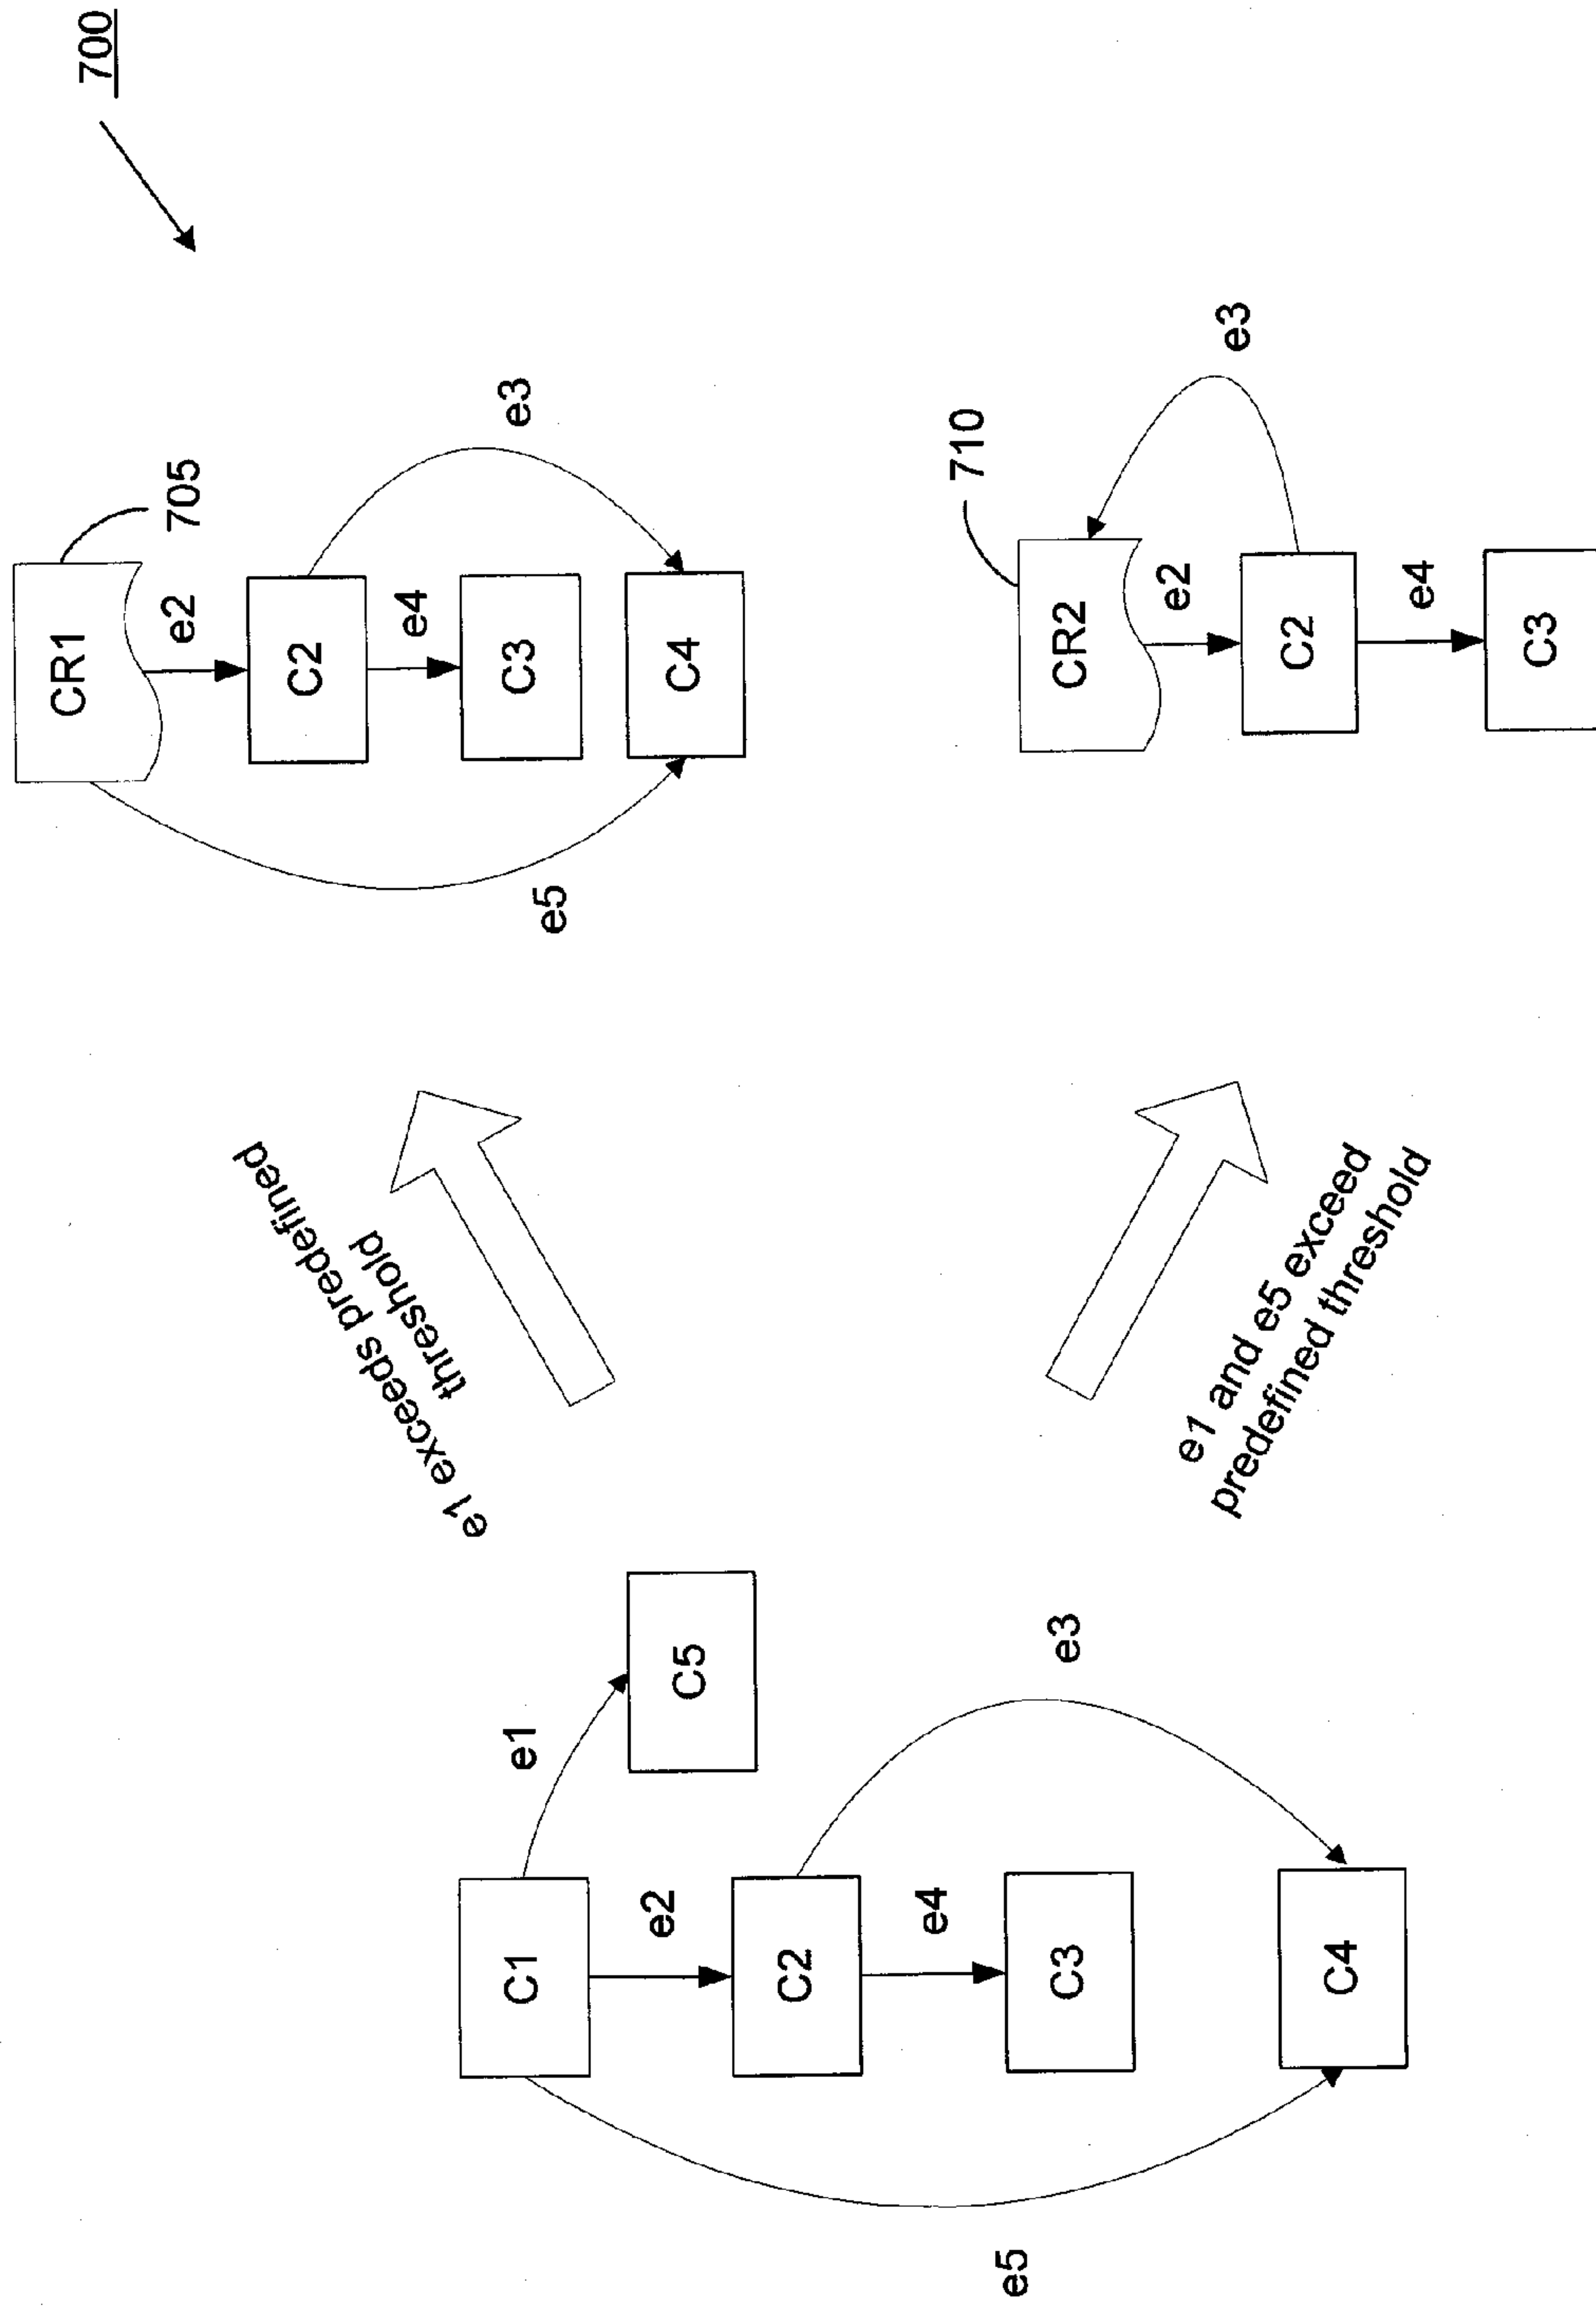 700
C1
e1
C5
e2
C2
e3
e4
C3
C4
e5
e1 exceeds predefined
threshold
e1 and e5 exceed
predefined threshold
CR1
705
e2
C2
e3
e4
C3
C4
e5
710
CR2
e3
e2
C2
e4
C3